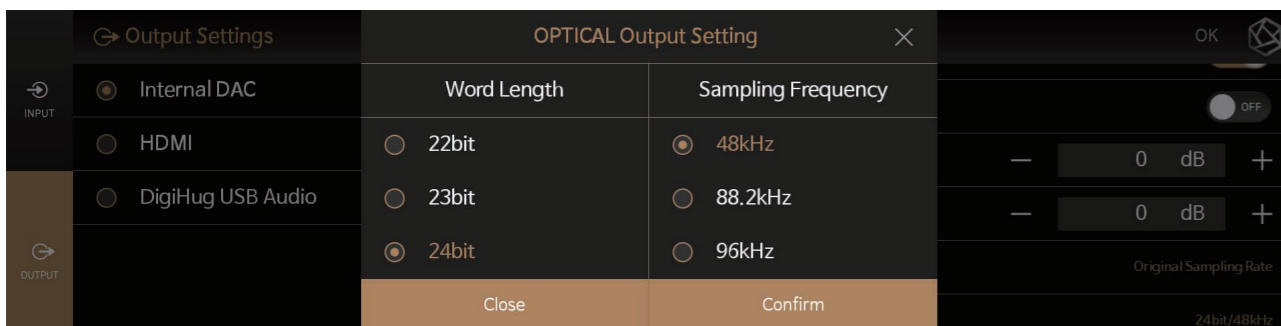 Output Settings
OPTICAL Output Setting
OK
INPUT
Internal DAC
Word Length
Sampling Frequency
OFF
HDMI
22bit
48kHz
0 dB
DigiHug USB Audio
23bit
88.2kHz
0 dB
OUTPUT
24bit
96kHz
Original Sampling Rate
Close
Confirm
24bit/48kHz